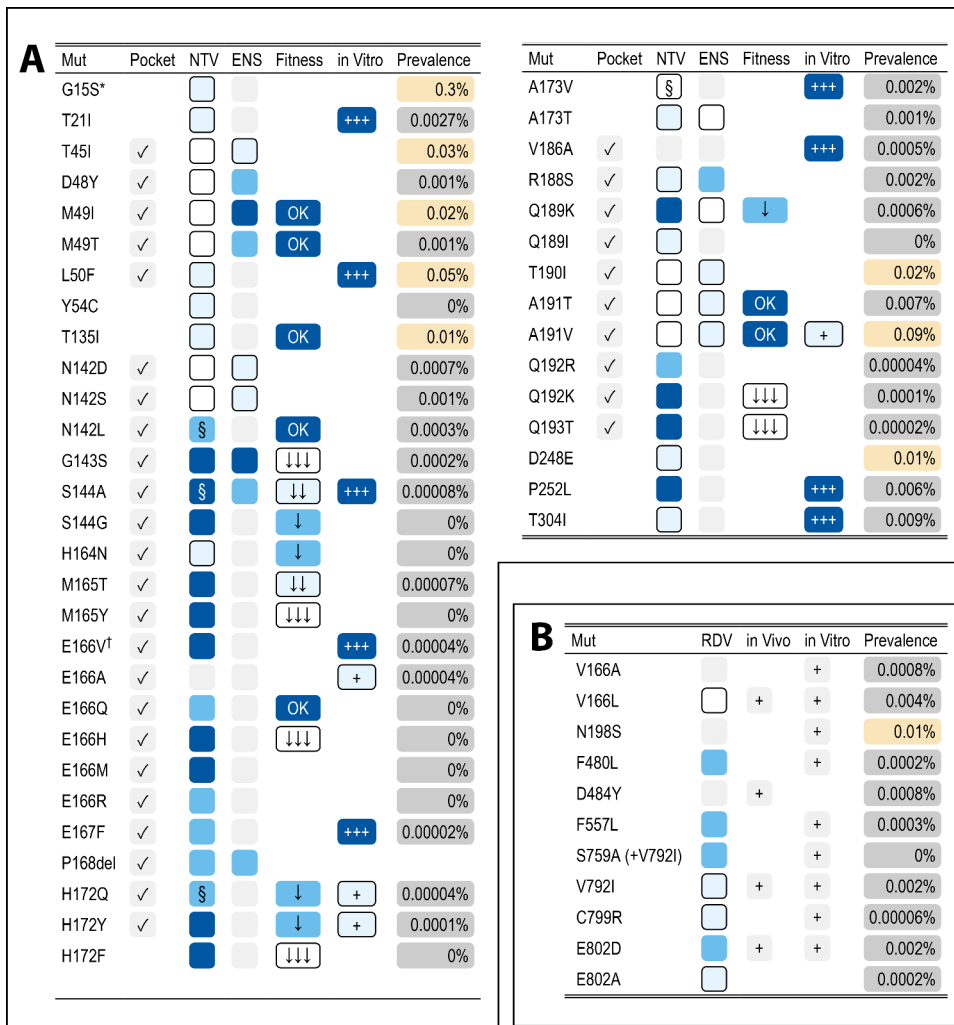 A
Mut Pocket NTV ENS Fitness in Vitro Prevalence
G15S* 0.3%
T21I +++ 0.0027%
T45I ✓ 0.03%
D48Y ✓ 0.001%
M49I ✓ OK 0.02%
M49T ✓ OK 0.001%
L50F ✓ +++ 0.05%
Y54C 0%
T135I OK 0.01%
N142D ✓ 0.0007%
N142S ✓ 0.001%
N142L ✓ § OK 0.0003%
G143S ✓ ↓↓↓ 0.0002%
S144A ✓ § ↓↓ +++ 0.00008%
S144G ✓ ↓ 0%
H164N ✓ ↓ 0%
M165T ✓ ↓↓ 0.00007%
M165Y ✓ ↓↓↓ 0%
E166V† ✓ +++ 0.00004%
E166A ✓ + 0.00004%
E166Q ✓ OK 0%
E166H ✓ ↓↓↓ 0%
E166M ✓ 0%
E166R ✓ 0%
E167F ✓ +++ 0.00002%
P168del ✓
H172Q ✓ § ↓ + 0.00004%
H172Y ✓ ↓ + 0.0001%
H172F ↓↓↓ 0%
Mut Pocket NTV ENS Fitness in Vitro Prevalence
A173V § +++ 0.002%
A173T 0.001%
V186A ✓ +++ 0.0005%
R188S ✓ 0.002%
Q189K ✓ ↓ 0.0006%
Q189I ✓ 0%
T190I ✓ 0.02%
A191T ✓ OK 0.007%
A191V ✓ OK + 0.09%
Q192R ✓ 0.00004%
Q192K ✓ ↓↓↓ 0.0001%
Q193T ✓ ↓↓↓ 0.00002%
D248E 0.01%
P252L +++ 0.006%
T304I +++ 0.009%
B
Mut RDV in Vivo in Vitro Prevalence
V166A + 0.0008%
V166L + + 0.004%
N198S + 0.01%
F480L + 0.0002%
D484Y + 0.0008%
F557L + 0.0003%
S759A (+V792I) + 0%
V792I + + 0.002%
C799R + 0.00006%
E802D + + 0.002%
E802A 0.0002%